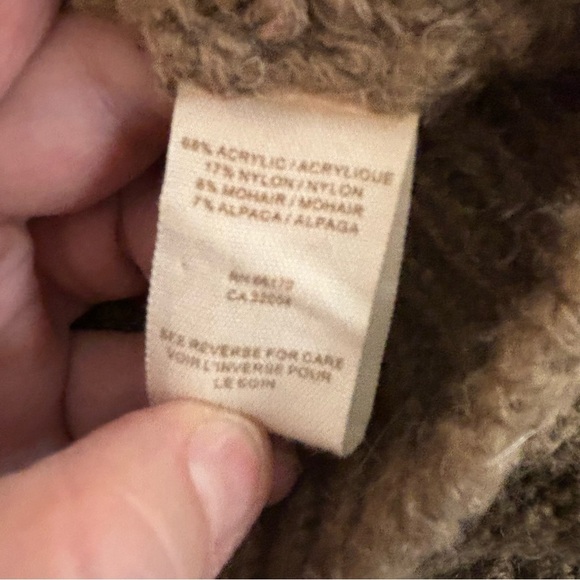 68% ACRYLIC / ACRYLIQUE
17% NYLON / NYLON
8% MOHAIR / MOHAIR
7% ALPACA / ALPAGA
CA
SEE REVERSE FOR CARE
VOIR L'INVERSE POUR
LE SOIN